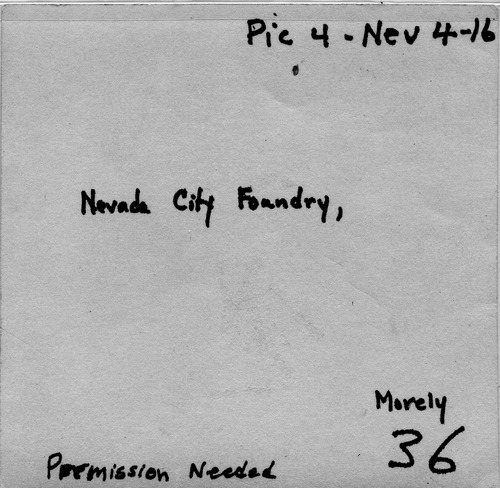 Pic 4 - Nev 4-16
Nevada City Foundry,
Morely
36
Permission Needed